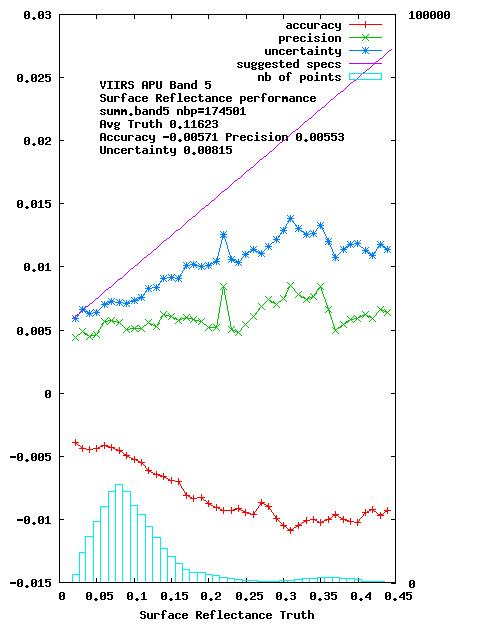 0.03
100000
accuracy
precision
uncertainty
suggested specs
nb of points
0.025
VIIRS APU Band 5
Surface Reflectance performance
summ.band5 nbp=174501
Avg Truth 0.11623
Accuracy -0.00571 Precision 0.00553
Uncertainty 0.00815
0.02
0.015
0.01
0.005
0
-0.005
-0.01
-0.015
0
0 0.05 0.1 0.15 0.2 0.25 0.3 0.35 0.4 0.45
Surface Reflectance Truth